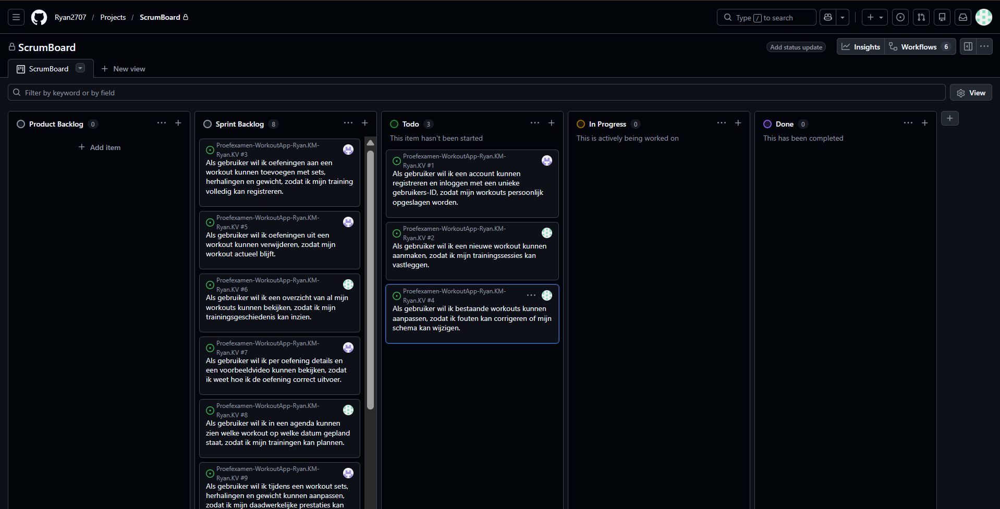 Ryan2707 / Projects / ScrumBoard
Type / to search
ScrumBoard
Add status update
Insights
Workflows 6
ScrumBoard
New view
Filter by keyword or by field
View
Product Backlog 0
Add item
Sprint Backlog 8
Proefexamen-WorkoutApp-Ryan.KM-
Ryan.KV #3
Als gebruiker wil ik oefeningen aan een
workout kunnen toevoegen met sets,
herhalingen en gewicht, zodat ik mijn training
volledig kan registreren.
Proefexamen-WorkoutApp-Ryan.KM-
Ryan.KV #5
Als gebruiker wil ik oefeningen uit een
workout kunnen verwijderen, zodat mijn
workout actueel blijft.
Proefexamen-WorkoutApp-Ryan.KM-
Ryan.KV #6
Als gebruiker wil ik een overzicht van al mijn
workouts kunnen bekijken, zodat ik mijn
trainingsgeschiedenis kan inzien.
Proefexamen-WorkoutApp-Ryan.KM-
Ryan.KV #7
Als gebruiker wil ik per oefening details en
een voorbeeldvideo kunnen bekijken, zodat
ik weet hoe ik de oefening correct uitvoer.
Proefexamen-WorkoutApp-Ryan.KM-
Ryan.KV #8
Als gebruiker wil ik in een agenda kunnen
zien welke workout op welke datum gepland
staat, zodat ik mijn trainingen kan plannen.
Proefexamen-WorkoutApp-Ryan.KM-
Ryan.KV #9
Als gebruiker wil ik tijdens een workout sets,
herhalingen en gewicht kunnen aanpassen,
zodat ik mijn daadwerkelijke prestaties kan
Todo 3
This item hasn't been started
Proefexamen-WorkoutApp-Ryan.KM-
Ryan.KV #1
Als gebruiker wil ik een account kunnen
registreren en inloggen met een unieke
gebruikers-ID, zodat mijn workouts persoonlijk
opgeslagen worden.
Proefexamen-WorkoutApp-Ryan.KM-
Ryan.KV #2
Als gebruiker wil ik een nieuwe workout kunnen
aanmaken, zodat ik mijn trainingssessies kan
vastleggen.
Proefexamen-WorkoutApp-Ryan.KM-
Ryan.KV #4
Als gebruiker wil ik bestaande workouts kunnen
aanpassen, zodat ik fouten kan corrigeren of mijn
schema kan wijzigen.
In Progress 0
This is actively being worked on
Done 0
This has been completed